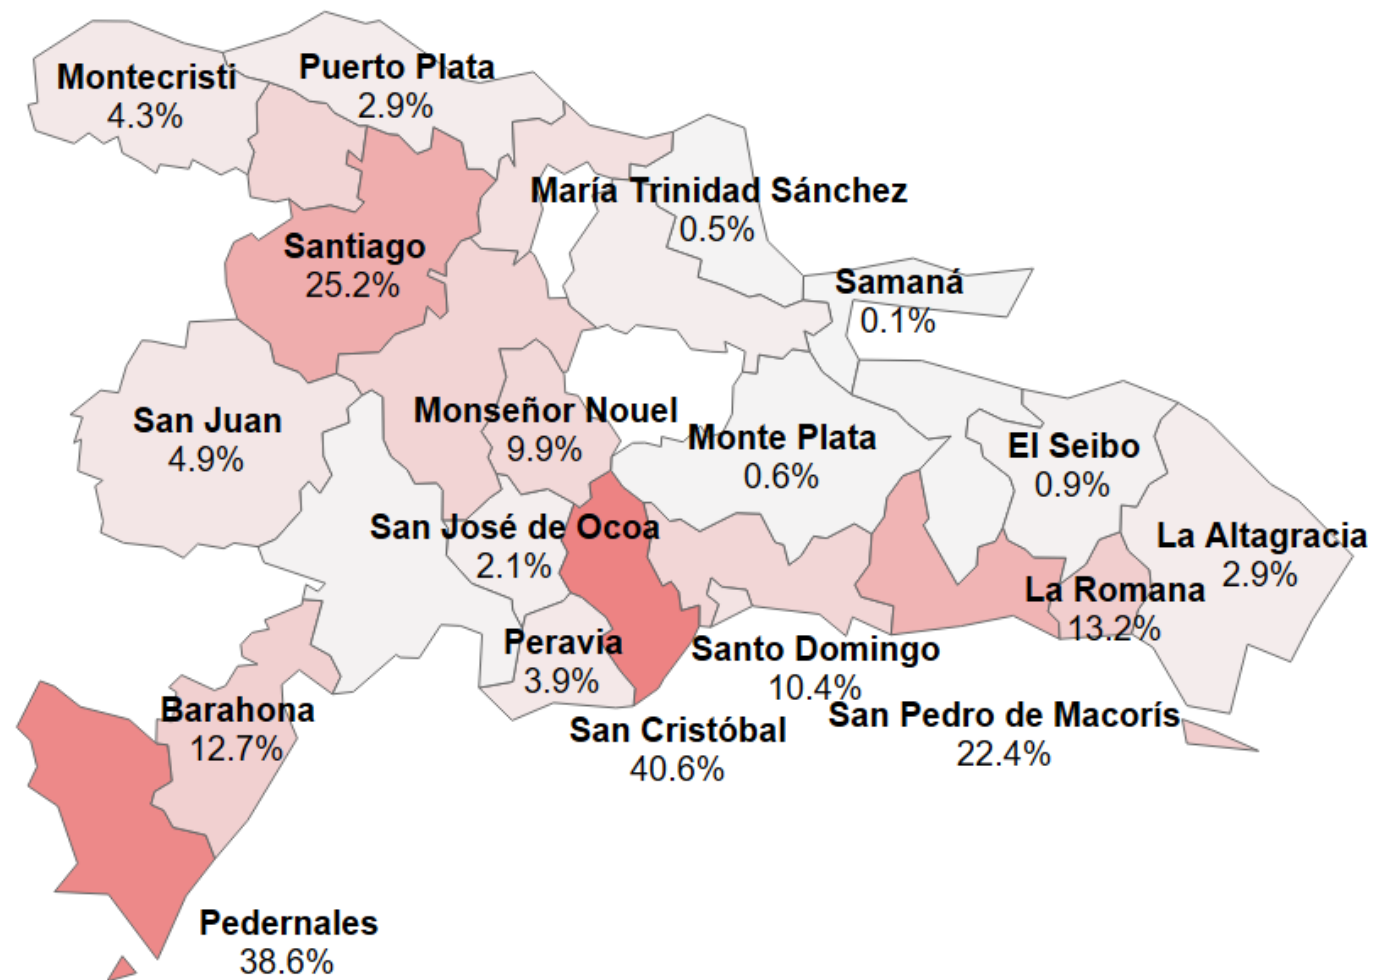 Puerto Plata
2.9%
Montecristi
4.3%
María Trinidad Sánchez
0.5%
Santiago
25.2%
Samaná
0.1%
San Juan
4.9%
Monseñor Nouel
9.9%
Monte Plata
0.6%
El Seibo
0.9%
San José de Ocoa
2.1%
La Altagracia
2.9%
La Romana
13.2%
Peravia
3.9%
Santo Domingo
10.4%
Barahona
12.7%
San Cristóbal
40.6%
San Pedro de Macorís
22.4%
Pedernales
38.6%